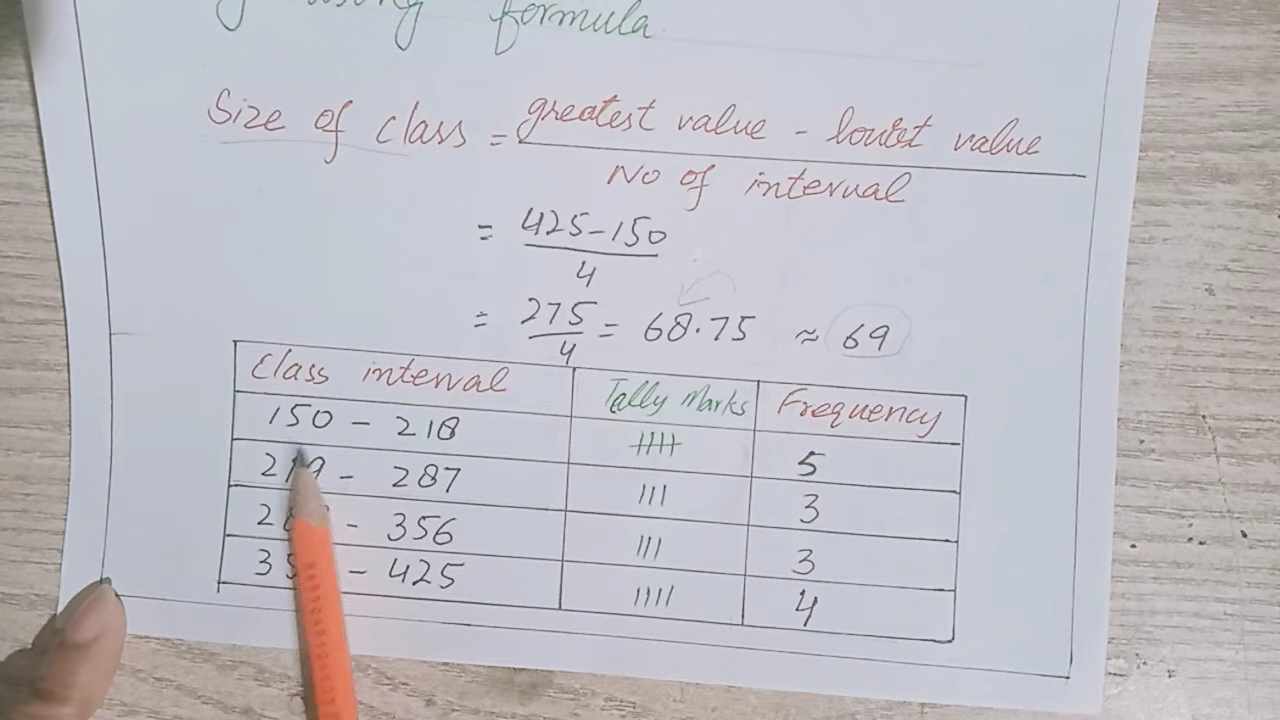 using formula.
Size of class = greatest value - lowest value
No of interval
= 425-150
4
= 275
4
= 68.75 ≈ 69
Class interval Tally Marks Frequency
150 - 218 5
- 287 3
- 356 3
- 425 4